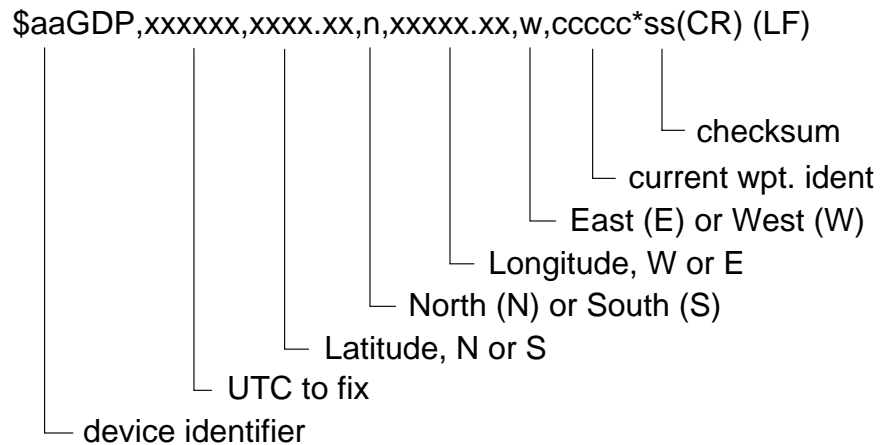 $aaGDP,xxxxxx,xxxx.xx,n,xxxxx.xx,w,ccccc*ss(CR) (LF)
checksum
current wpt. ident
East (E) or West (W)
Longitude, W or E
North (N) or South (S)
Latitude, N or S
UTC to fix
device identifier